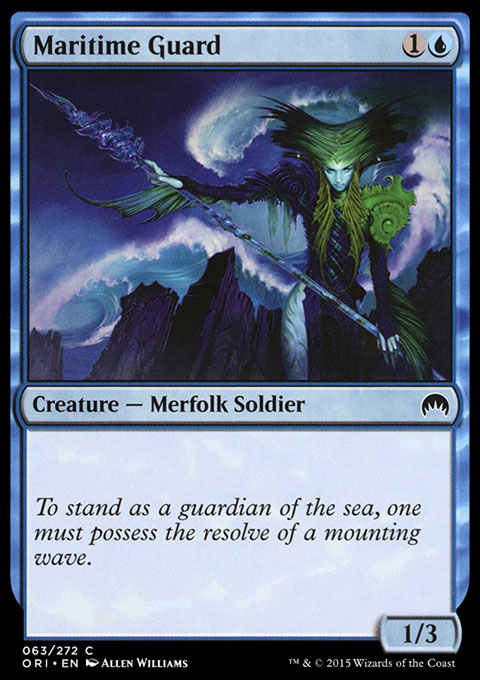 Maritime Guard 1
Creature — Merfolk Soldier
To stand as a guardian of the sea, one
must possess the resolve of a mounting
wave.
1/3
063/272 C
ORI • EN Allen Williams
™ & © 2015 Wizards of the Coast